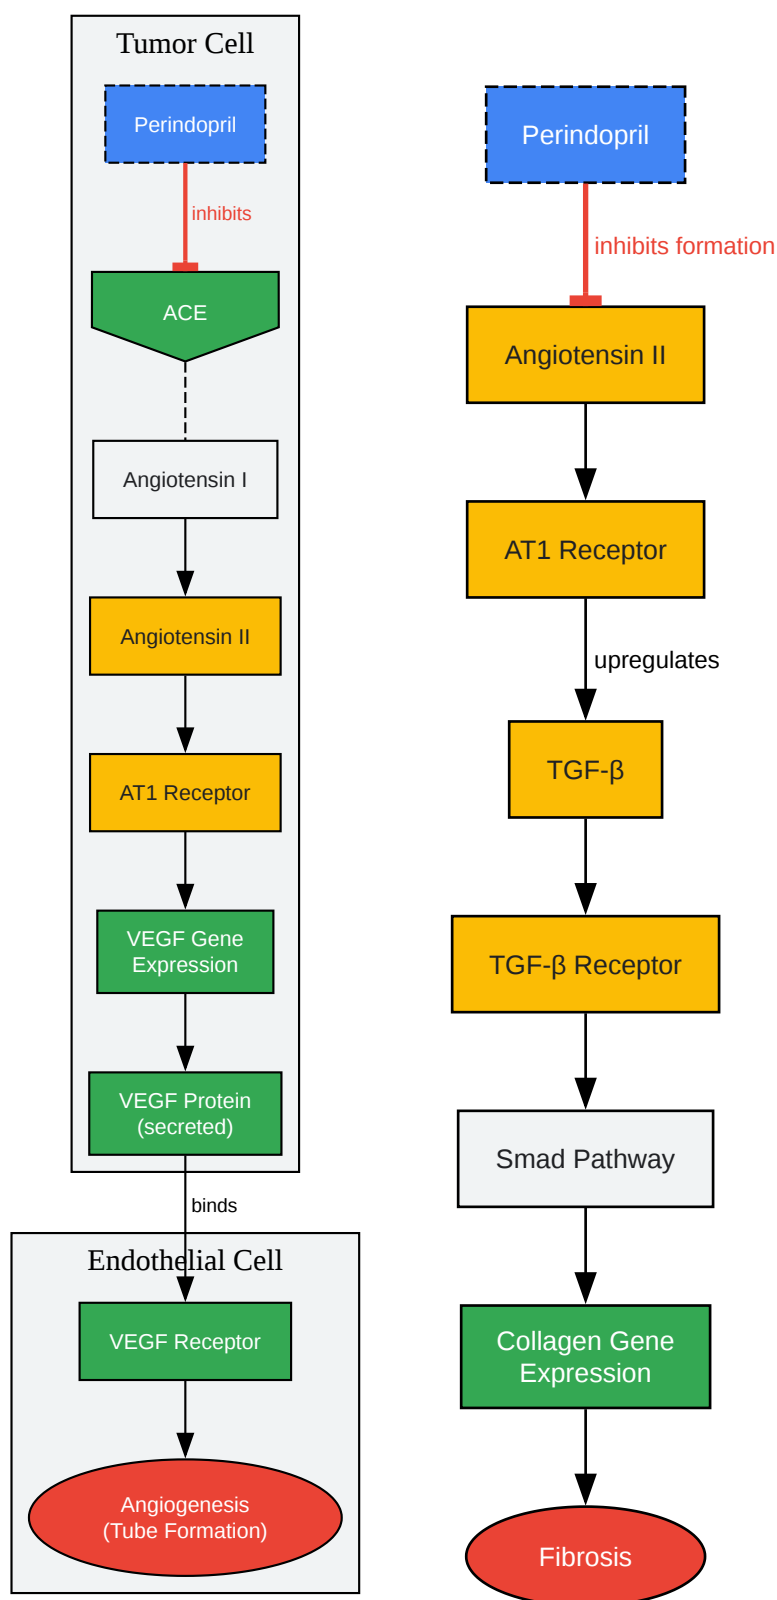 Tumor Cell
Perindopril
inhibits
ACE
Angiotensin I
Angiotensin II
AT1 Receptor
VEGF Gene
Expression
VEGF Protein
(secreted)
binds
Endothelial Cell
VEGF Receptor
Angiogenesis
(Tube Formation)
Perindopril
inhibits formation
Angiotensin II
AT1 Receptor
upregulates
TGF-β
TGF-β Receptor
Smad Pathway
Collagen Gene
Expression
Fibrosis